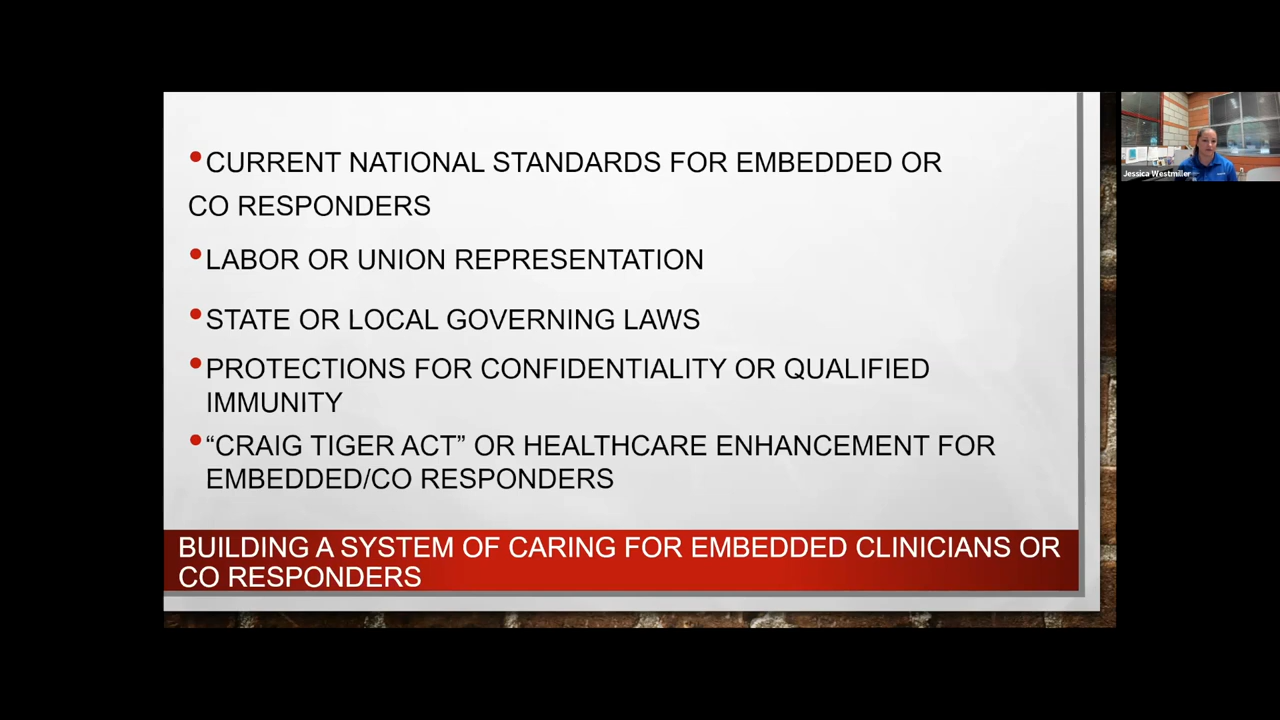 •CURRENT NATIONAL STANDARDS FOR EMBEDDED OR
CO RESPONDERS
•LABOR OR UNION REPRESENTATION
•STATE OR LOCAL GOVERNING LAWS
•PROTECTIONS FOR CONFIDENTIALITY OR QUALIFIED
IMMUNITY
•“CRAIG TIGER ACT” OR HEALTHCARE ENHANCEMENT FOR
EMBEDDED/CO RESPONDERS
BUILDING A SYSTEM OF CARING FOR EMBEDDED CLINICIANS OR
CO RESPONDERS
Jessica Westmiller